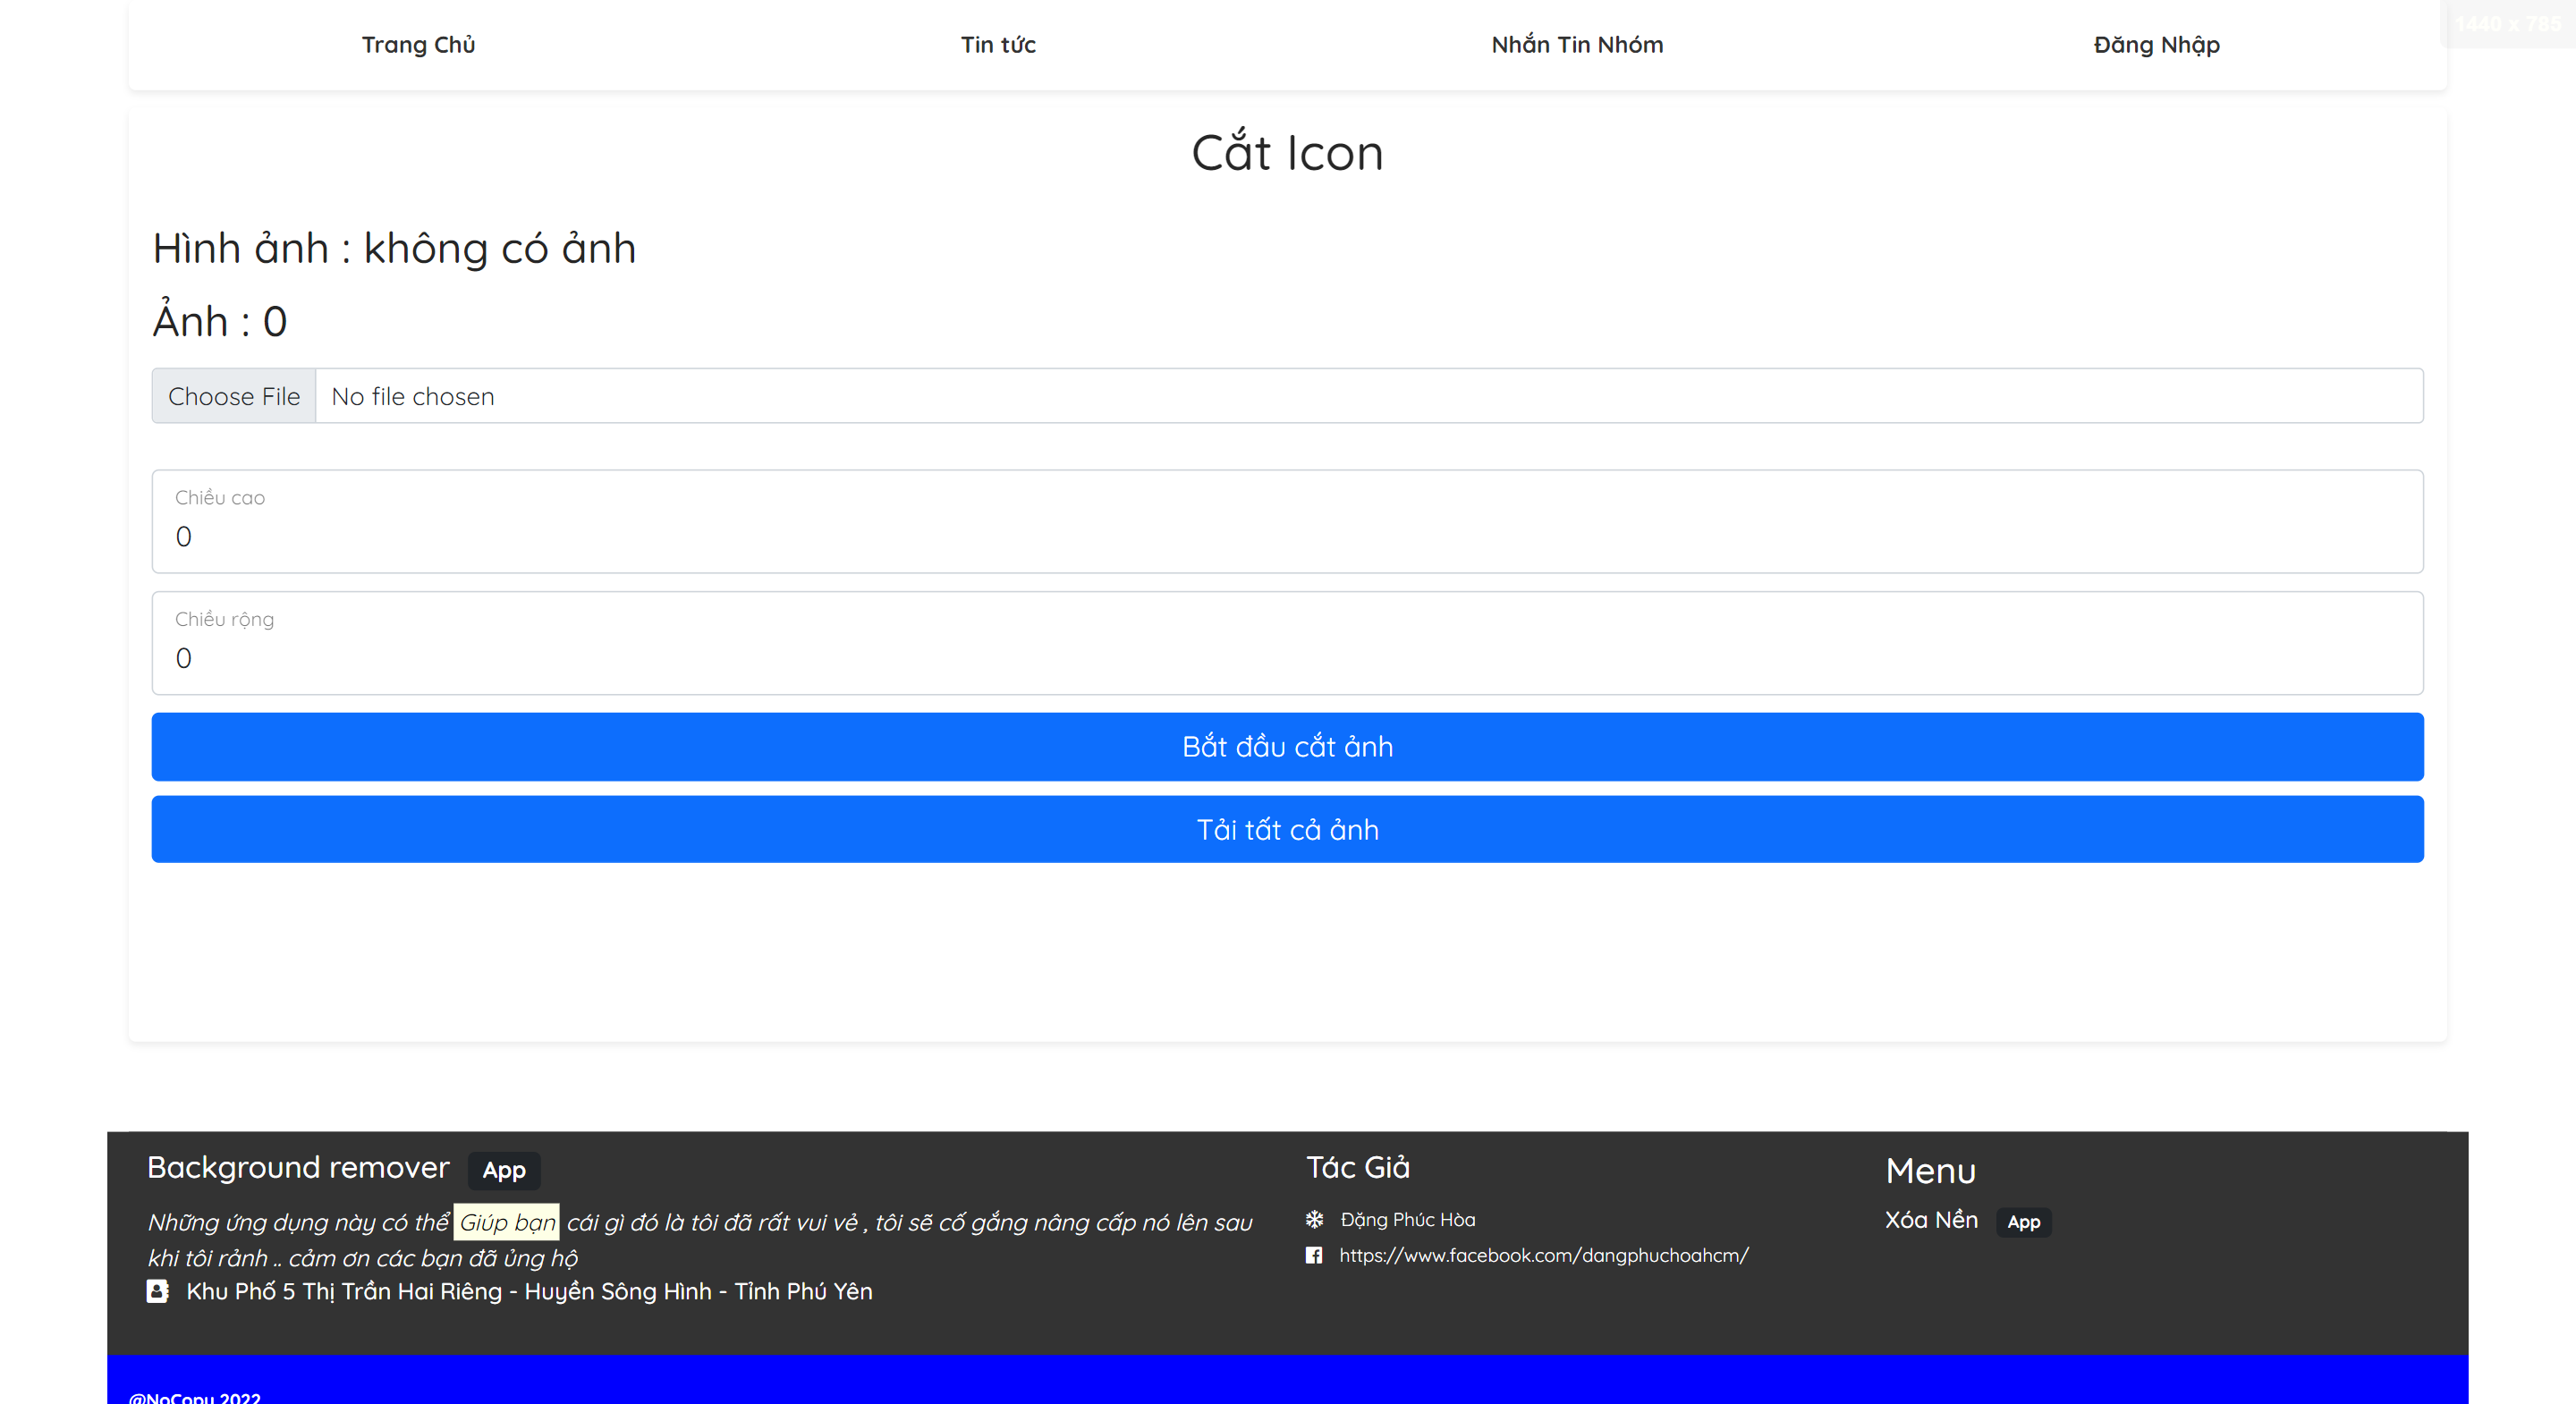 Trang Chủ
Tin tức
Nhắn Tin Nhóm
Đăng Nhập
1440 x 785
Cắt Icon
Hình ảnh : không có ảnh
Ảnh : 0
Choose File
No file chosen
Chiều cao
0
Chiều rộng
0
Bắt đầu cắt ảnh
Tải tất cả ảnh
Background remover App
Những ứng dụng này có thể Giúp bạn cái gì đó là tôi đã rất vui vẻ , tôi sẽ cố gắng nâng cấp nó lên sau
khi tôi rảnh .. cảm ơn các bạn đã ủng hộ
Khu Phố 5 Thị Trấn Hai Riêng - Huyền Sông Hình - Tỉnh Phú Yên
Tác Giả
Đặng Phúc Hòa
https://www.facebook.com/dangphuchoahcm/
Menu
Xóa Nền App
@NoCopy 2022